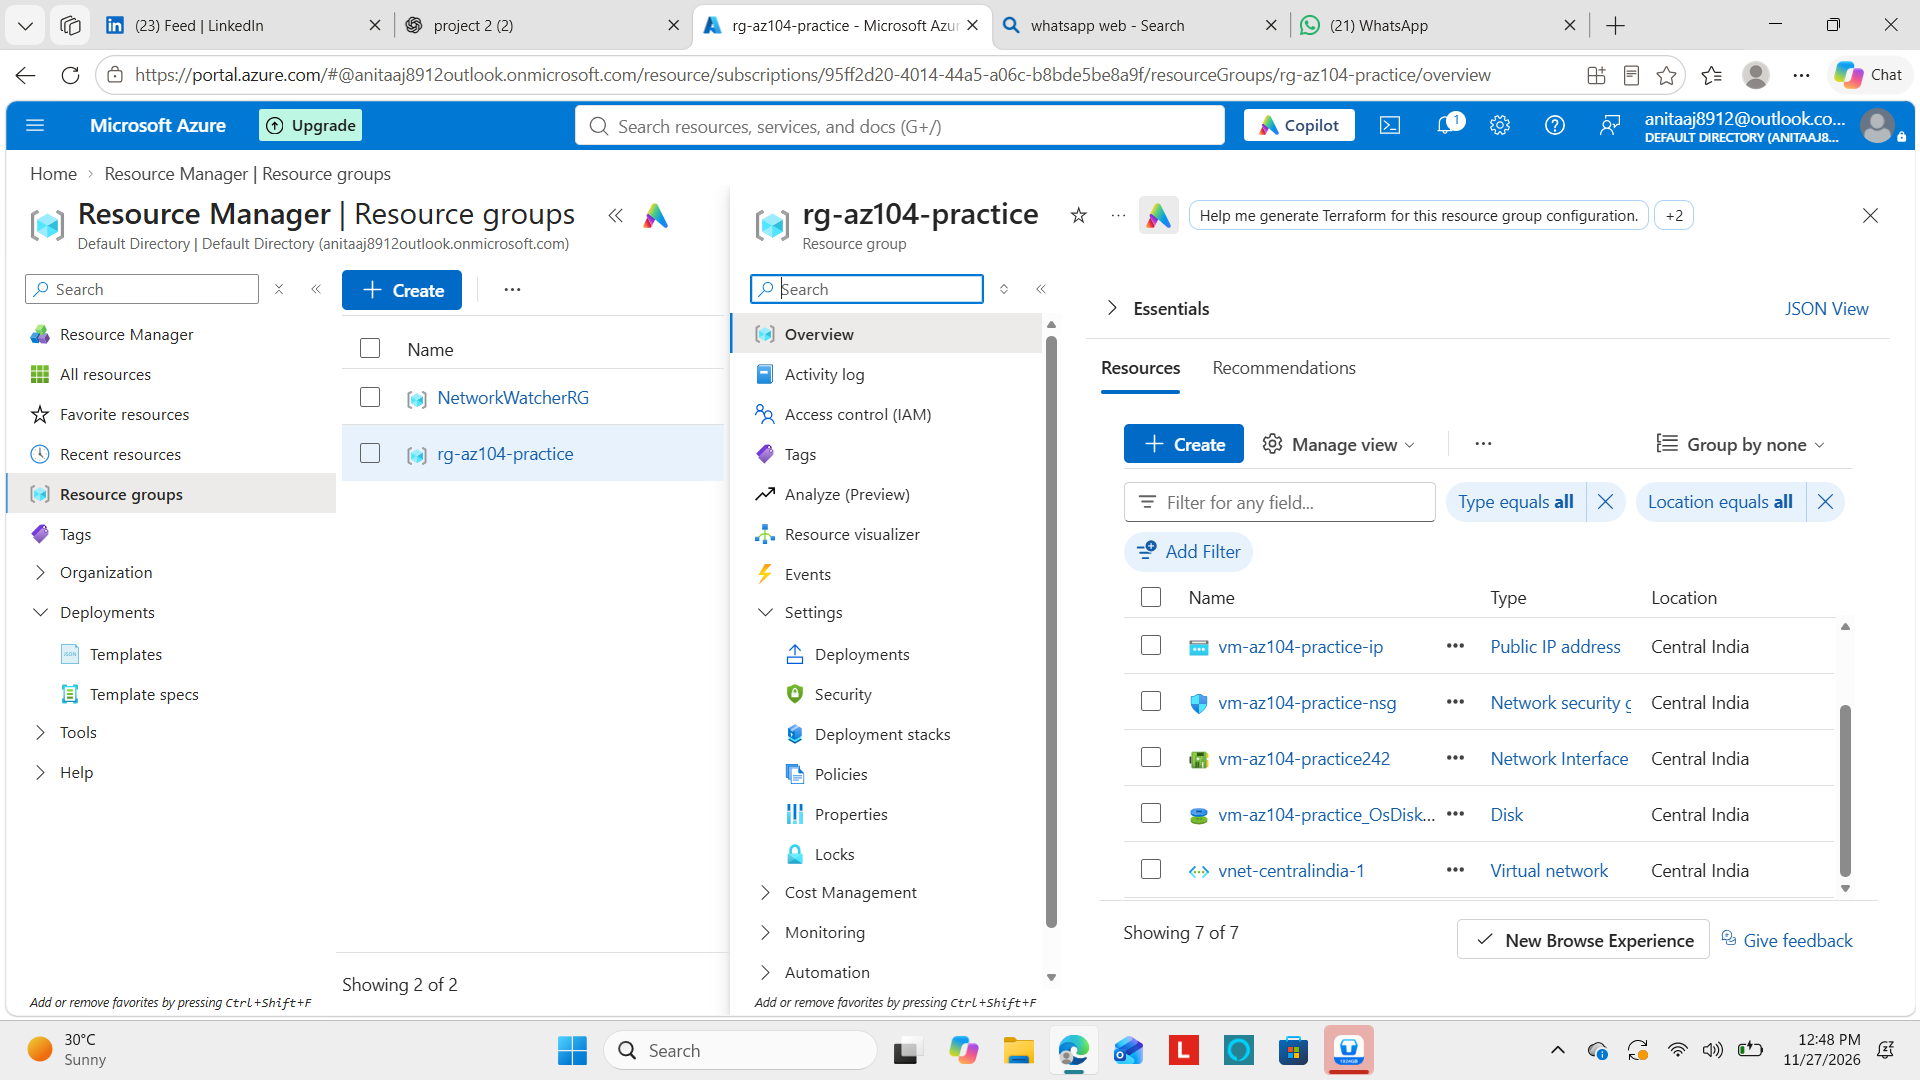 (23) Feed | LinkedIn
project 2 (2)
rg-az104-practice - Microsoft Azur
whatsapp web - Search
(21) WhatsApp
https://portal.azure.com/#@anitaaj8912outlook.onmicrosoft.com/resource/subscriptions/95ff2d20-4014-44a5-a06c-b8bde5be8a9f/resourceGroups/rg-az104-practice/overview
Chat
Microsoft Azure
Upgrade
Search resources, services, and docs (G+/)
Copilot
1
anitaaj8912@outlook.co...
DEFAULT DIRECTORY (ANITAAJ8...
Home > Resource Manager | Resource groups
Resource Manager | Resource groups
Default Directory | Default Directory (anitaaj8912outlook.onmicrosoft.com)
Search
Resource Manager
All resources
Favorite resources
Recent resources
Resource groups
Tags
Organization
Deployments
Templates
Template specs
Tools
Help
Add or remove favorites by pressing Ctrl+Shift+F
Create
Name
NetworkWatcherRG
rg-az104-practice
Showing 2 of 2
rg-az104-practice
Resource group
Help me generate Terraform for this resource group configuration.
+2
Search
Overview
Activity log
Access control (IAM)
Tags
Analyze (Preview)
Resource visualizer
Events
Settings
Deployments
Security
Deployment stacks
Policies
Properties
Locks
Cost Management
Monitoring
Automation
Add or remove favorites by pressing Ctrl+Shift+F
Essentials
JSON View
Resources
Recommendations
Create
Manage view
Group by none
Filter for any field...
Type equals all
Location equals all
Add Filter
Name Type Location
vm-az104-practice-ip Public IP address Central India
vm-az104-practice-nsg Network security g Central India
vm-az104-practice242 Network Interface Central India
vm-az104-practice_OsDisk... Disk Central India
vnet-centralindia-1 Virtual network Central India
Showing 7 of 7
New Browse Experience
Give feedback
30°C
Sunny
Search
L
12:48 PM
11/27/2026